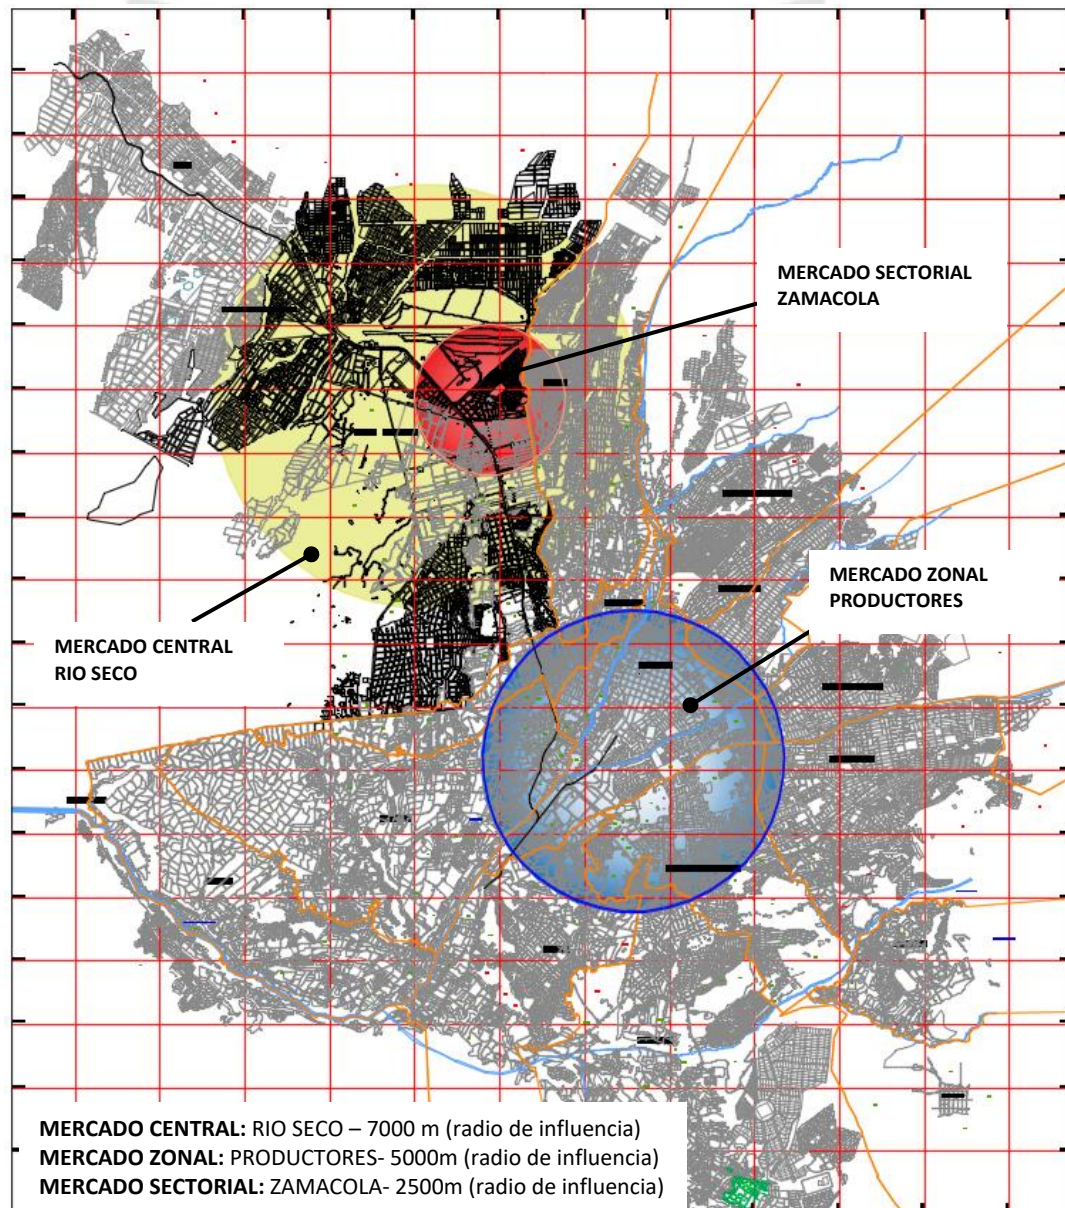 MERCADO SECTORIAL
ZAMACOLA
MERCADO ZONAL
PRODUCTORES
MERCADO CENTRAL
RIO SECO
MERCADO CENTRAL: RIO SECO – 7000 m (radio de influencia)
MERCADO ZONAL: PRODUCTORES- 5000m (radio de influencia)
MERCADO SECTORIAL: ZAMACOLA- 2500m (radio de influencia)